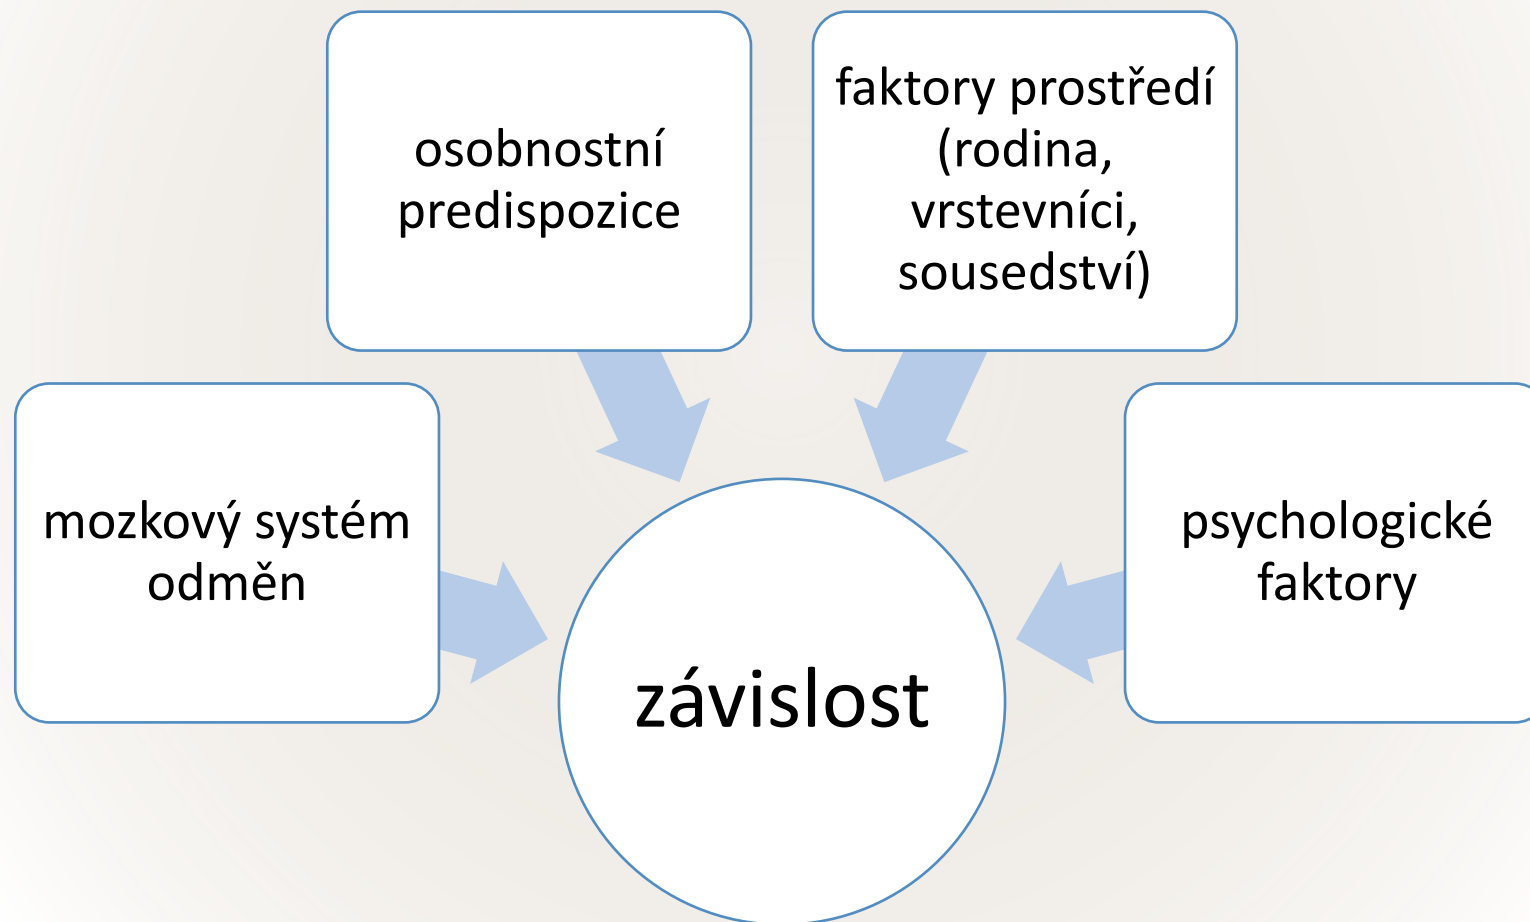 osobnostní
predispozice
faktory prostředí
(rodina,
vrstevníci,
sousedství)
mozkový systém
odměn
psychologické
faktory
závislost